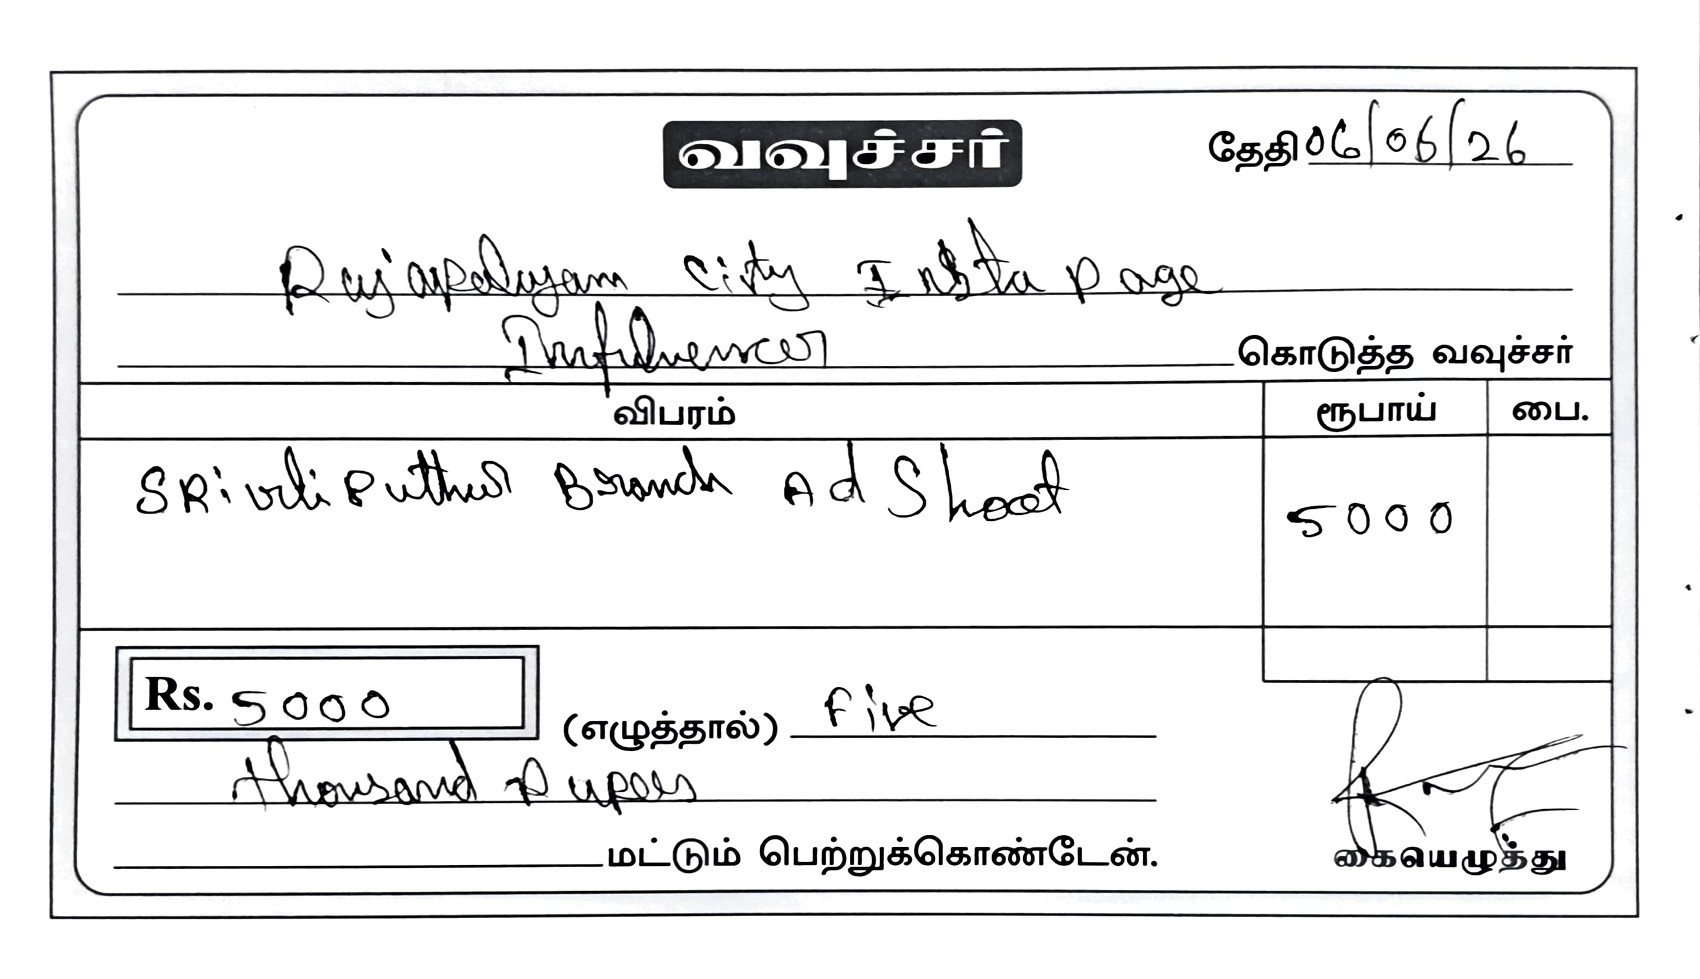 வவுச்சர்
தேதி 06/06/26
Rajapalayam City Insta Page
Influencer கொடுத்த வவுச்சர்
விபரம் ரூபாய் பை.
SRivilliputhur Branch Ad Shoot 5000
Rs. 5000 (எழுத்தால்) Five
thousand Rupees
மட்டும் பெற்றுக்கொண்டேன். கையெழுத்து